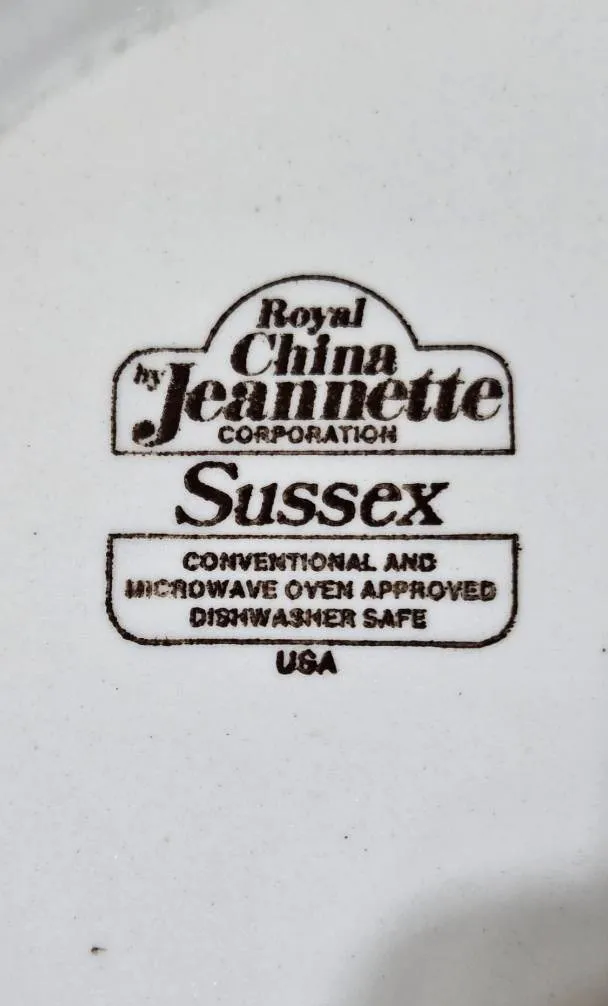 Royal
China
by Jeannette
CORPORATION
Sussex
CONVENTIONAL AND
MICROWAVE OVEN APPROVED
DISHWASHER SAFE
USA